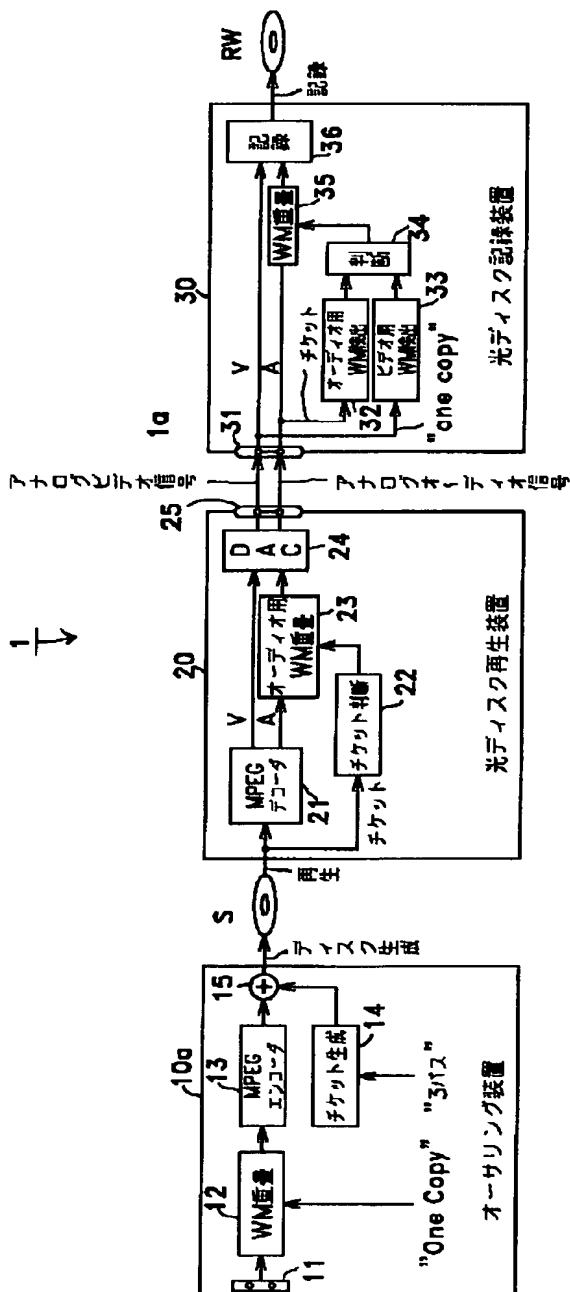 1
1a
10a
11
WM重畳
12
MPEG
エンコーダ
13
チケット生成
14
15
"One Copy"
"3パス"
オーサリング装置
ディスク生成
S
再生
20
MPEG
デコーダ
21
チケット
チケット判断
22
V
A
オーディオ用
WM重畳
23
DAC
24
25
光ディスク再生装置
アナログビデオ信号
アナログオーディオ信号
30
31
V
A
チケット
オーディオ用
WM検出
32
ビデオ用
WM検出
33
"one copy"
判断
34
WM重畳
35
記録
36
光ディスク記録装置
記録
RW